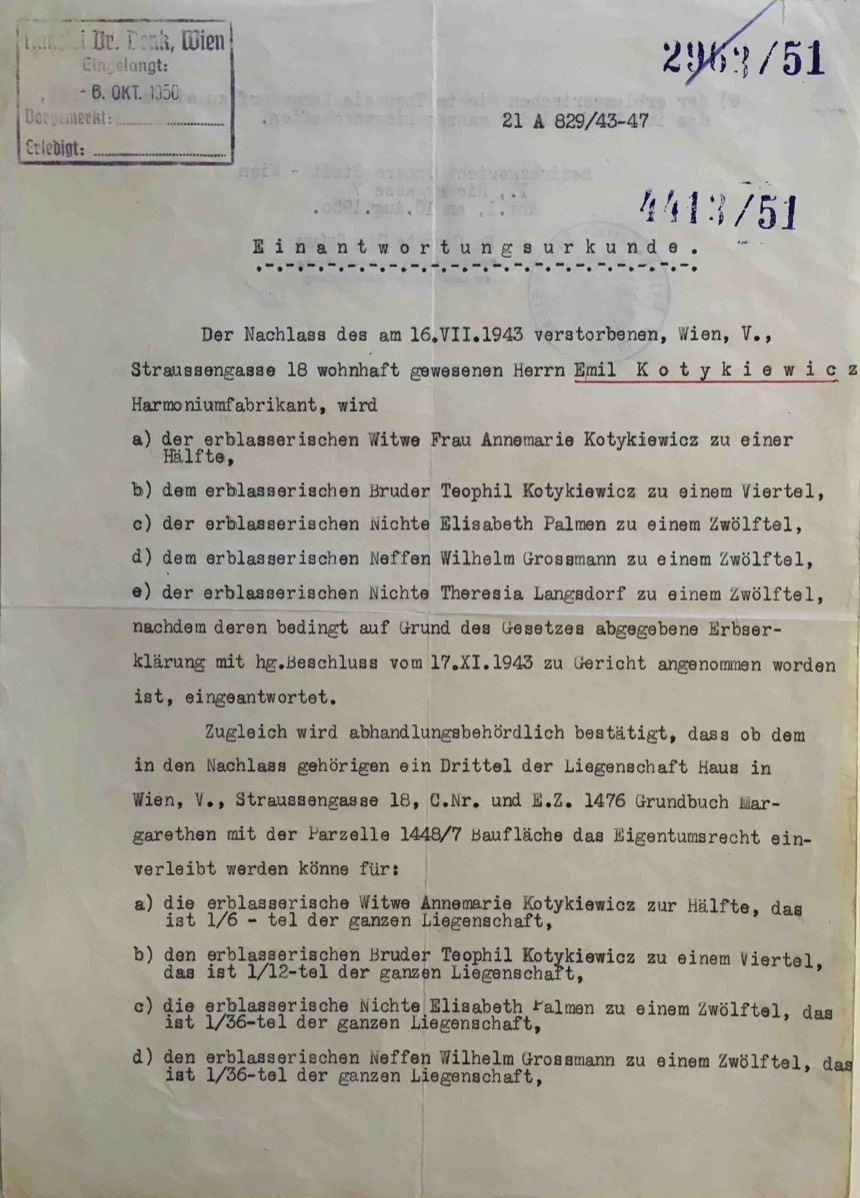 Dr. Denk, Wien
Eingelangt:
- 6. OKT. 1950
Vorgemerkt:
Erledigt:
2963/51
21 A 829/43-47
4413/51
Einantwortungsurkunde.
Der Nachlass des am 16.VII.1943 verstorbenen, Wien, V.,
Straussengasse 18 wohnhaft gewesenen Herrn Emil Kotykiewicz
Harmoniumfabrikant, wird
a) der erblasserischen Witwe Frau Annemarie Kotykiewicz zu einer
Hälfte,
b) dem erblasserischen Bruder Teophil Kotykiewicz zu einem Viertel,
c) der erblasserischen Nichte Elisabeth Palmen zu einem Zwölftel,
d) dem erblasserischen Neffen Wilhelm Grossmann zu einem Zwölftel,
e) der erblasserischen Nichte Theresia Langsdorf zu einem Zwölftel,
nachdem deren bedingt auf Grund des Gesetzes abgegebene Erbser-
klärung mit hg.Beschluss vom 17.XI.1943 zu Gericht angenommen worden
ist, eingeantwortet.
Zugleich wird abhandlungsbehördlich bestätigt, dass ob dem
in den Nachlass gehörigen ein Drittel der Liegenschaft Haus in
Wien, V., Straussengasse 18, C.Nr. und E.Z. 1476 Grundbuch Mar-
garethen mit der Parzelle 1448/7 Baufläche das Eigentumsrecht ein-
verleibt werden könne für:
a) die erblasserische Witwe Annemarie Kotykiewicz zur Hälfte, das
ist 1/6 - tel der ganzen Liegenschaft,
b) den erblasserischen Bruder Teophil Kotykiewicz zu einem Viertel,
das ist 1/12-tel der ganzen Liegenschaft,
c) die erblasserische Nichte Elisabeth Palmen zu einem Zwölftel, das
ist 1/36-tel der ganzen Liegenschaft,
d) den erblasserischen Neffen Wilhelm Grossmann zu einem Zwölftel, das
ist 1/36-tel der ganzen Liegenschaft,